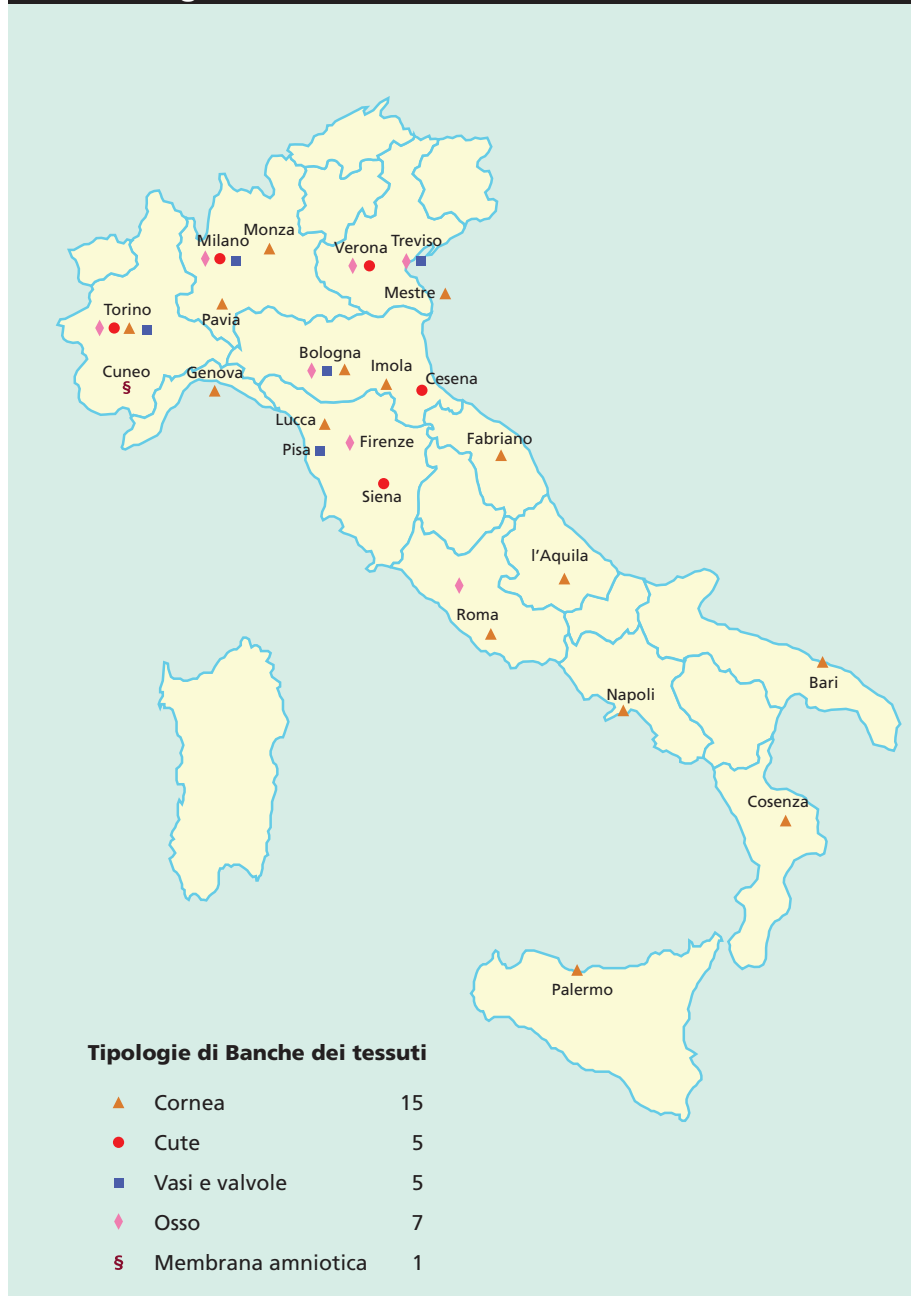 Monza
Milano
Verona Treviso
Mestre
Pavia
Torino
Cuneo
§
Genova
Bologna
Imola
Cesena
Lucca
Pisa
Firenze
Fabriano
Siena
l'Aquila
Roma
Bari
Napoli
Cosenza
Palermo
Tipologie di Banche dei tessuti
Cornea 15
Cute 5
Vasi e valvole 5
Osso 7
§ Membrana amniotica 1